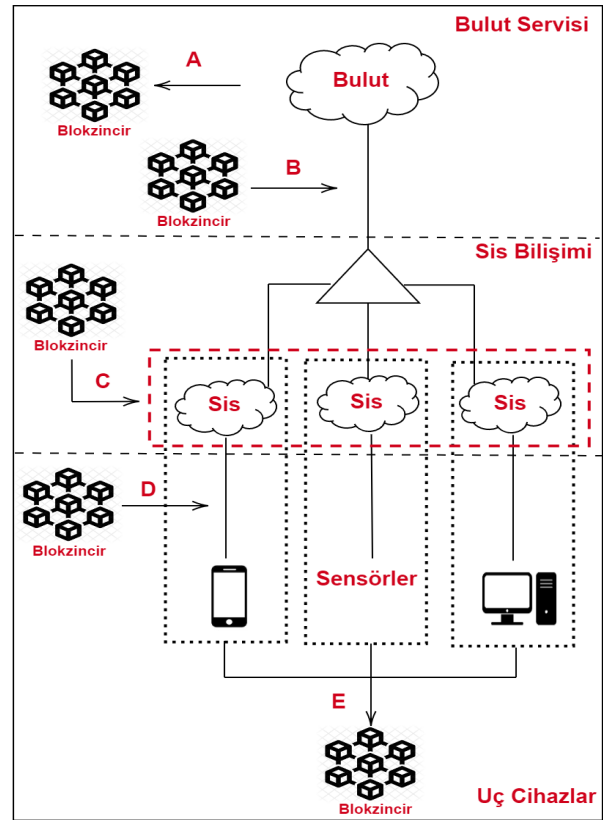 Bulut Servisi
A
Bulut
Blokzincir
B
Blokzincir
Sis Bilişimi
Blokzincir
C
Sis
Sis
Sis
D
Blokzincir
Sensörler
E
Blokzincir
Uç Cihazlar